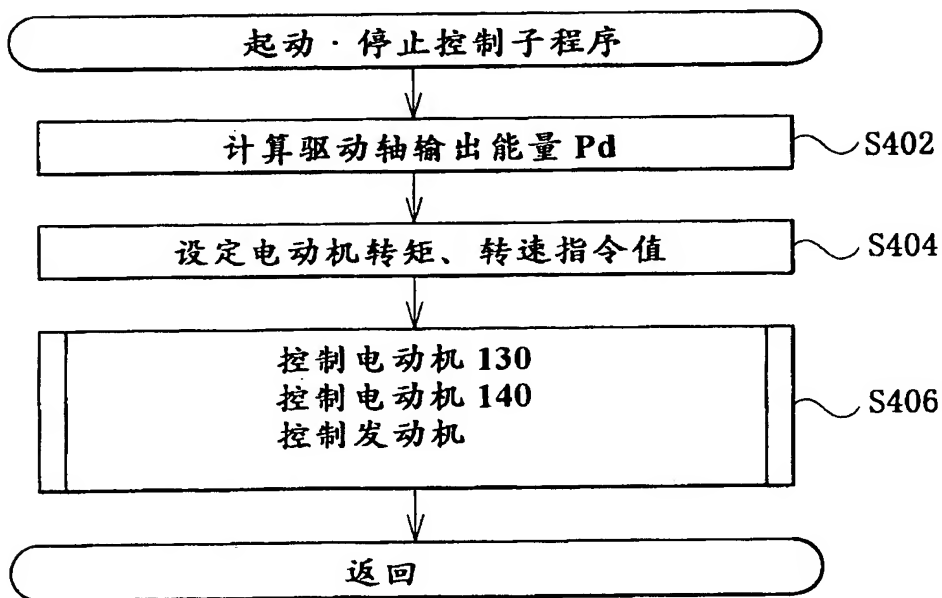 起动·停止控制子程序
计算驱动轴输出能量 Pd
S402
设定电动机转矩、转速指令值
S404
控制电动机 130
控制电动机 140
控制发动机
S406
返回